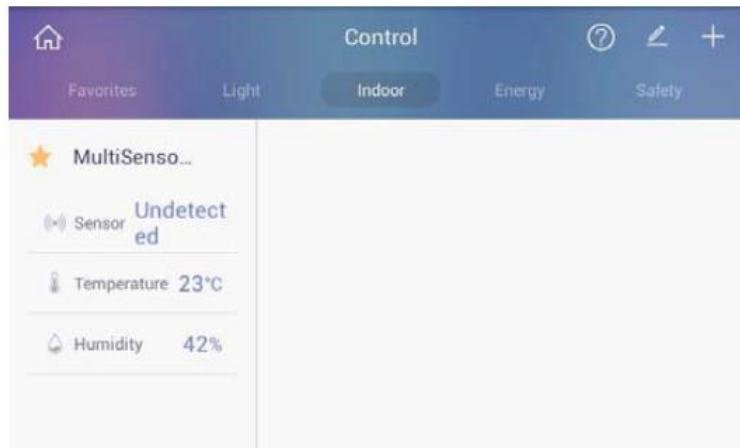 Control
Favorites Light Indoor Energy Safety
MultiSenso...
Sensor Undetect
ed
Temperature 23°C
Humidity 42%